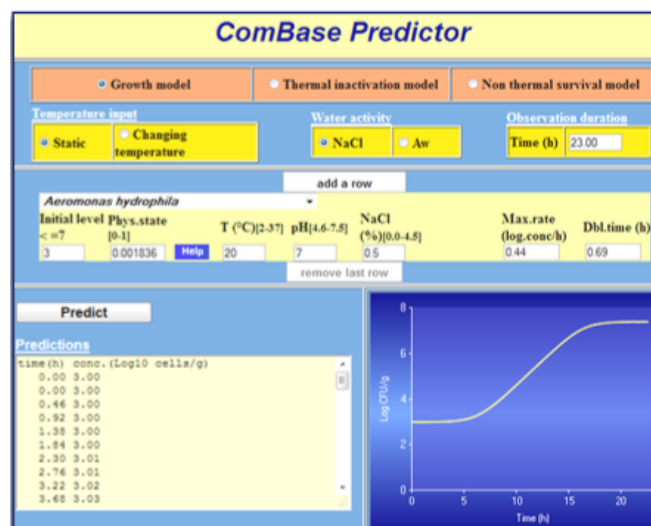 ComBase Predictor
Growth model Thermal inactivation model Non thermal survival model
Temperature input Water activity Observation duration
Static Changing temperature NaCl Aw Time (h) 23.00
add a row
Aeromonas hydrophila
Initial level < =7 Phys.state [0-1] T (°C)[2-37] pH[4.6-7.5] NaCl (%)[0.0-4.5] Max.rate (log.conc/h) Dbl.time (h)
3 0.001836 Help 20 7 0.5 0.44 0.69
remove last row
Predict
Predictions
time(h) conc.(Log10 cells/g)
0.00 3.00
0.00 3.00
0.46 3.00
0.92 3.00
1.38 3.00
1.84 3.00
2.30 3.01
2.76 3.01
3.22 3.02
3.68 3.03
Log CFU/g
8
6
4
2
0
0 5 10 15 20
Time (h)